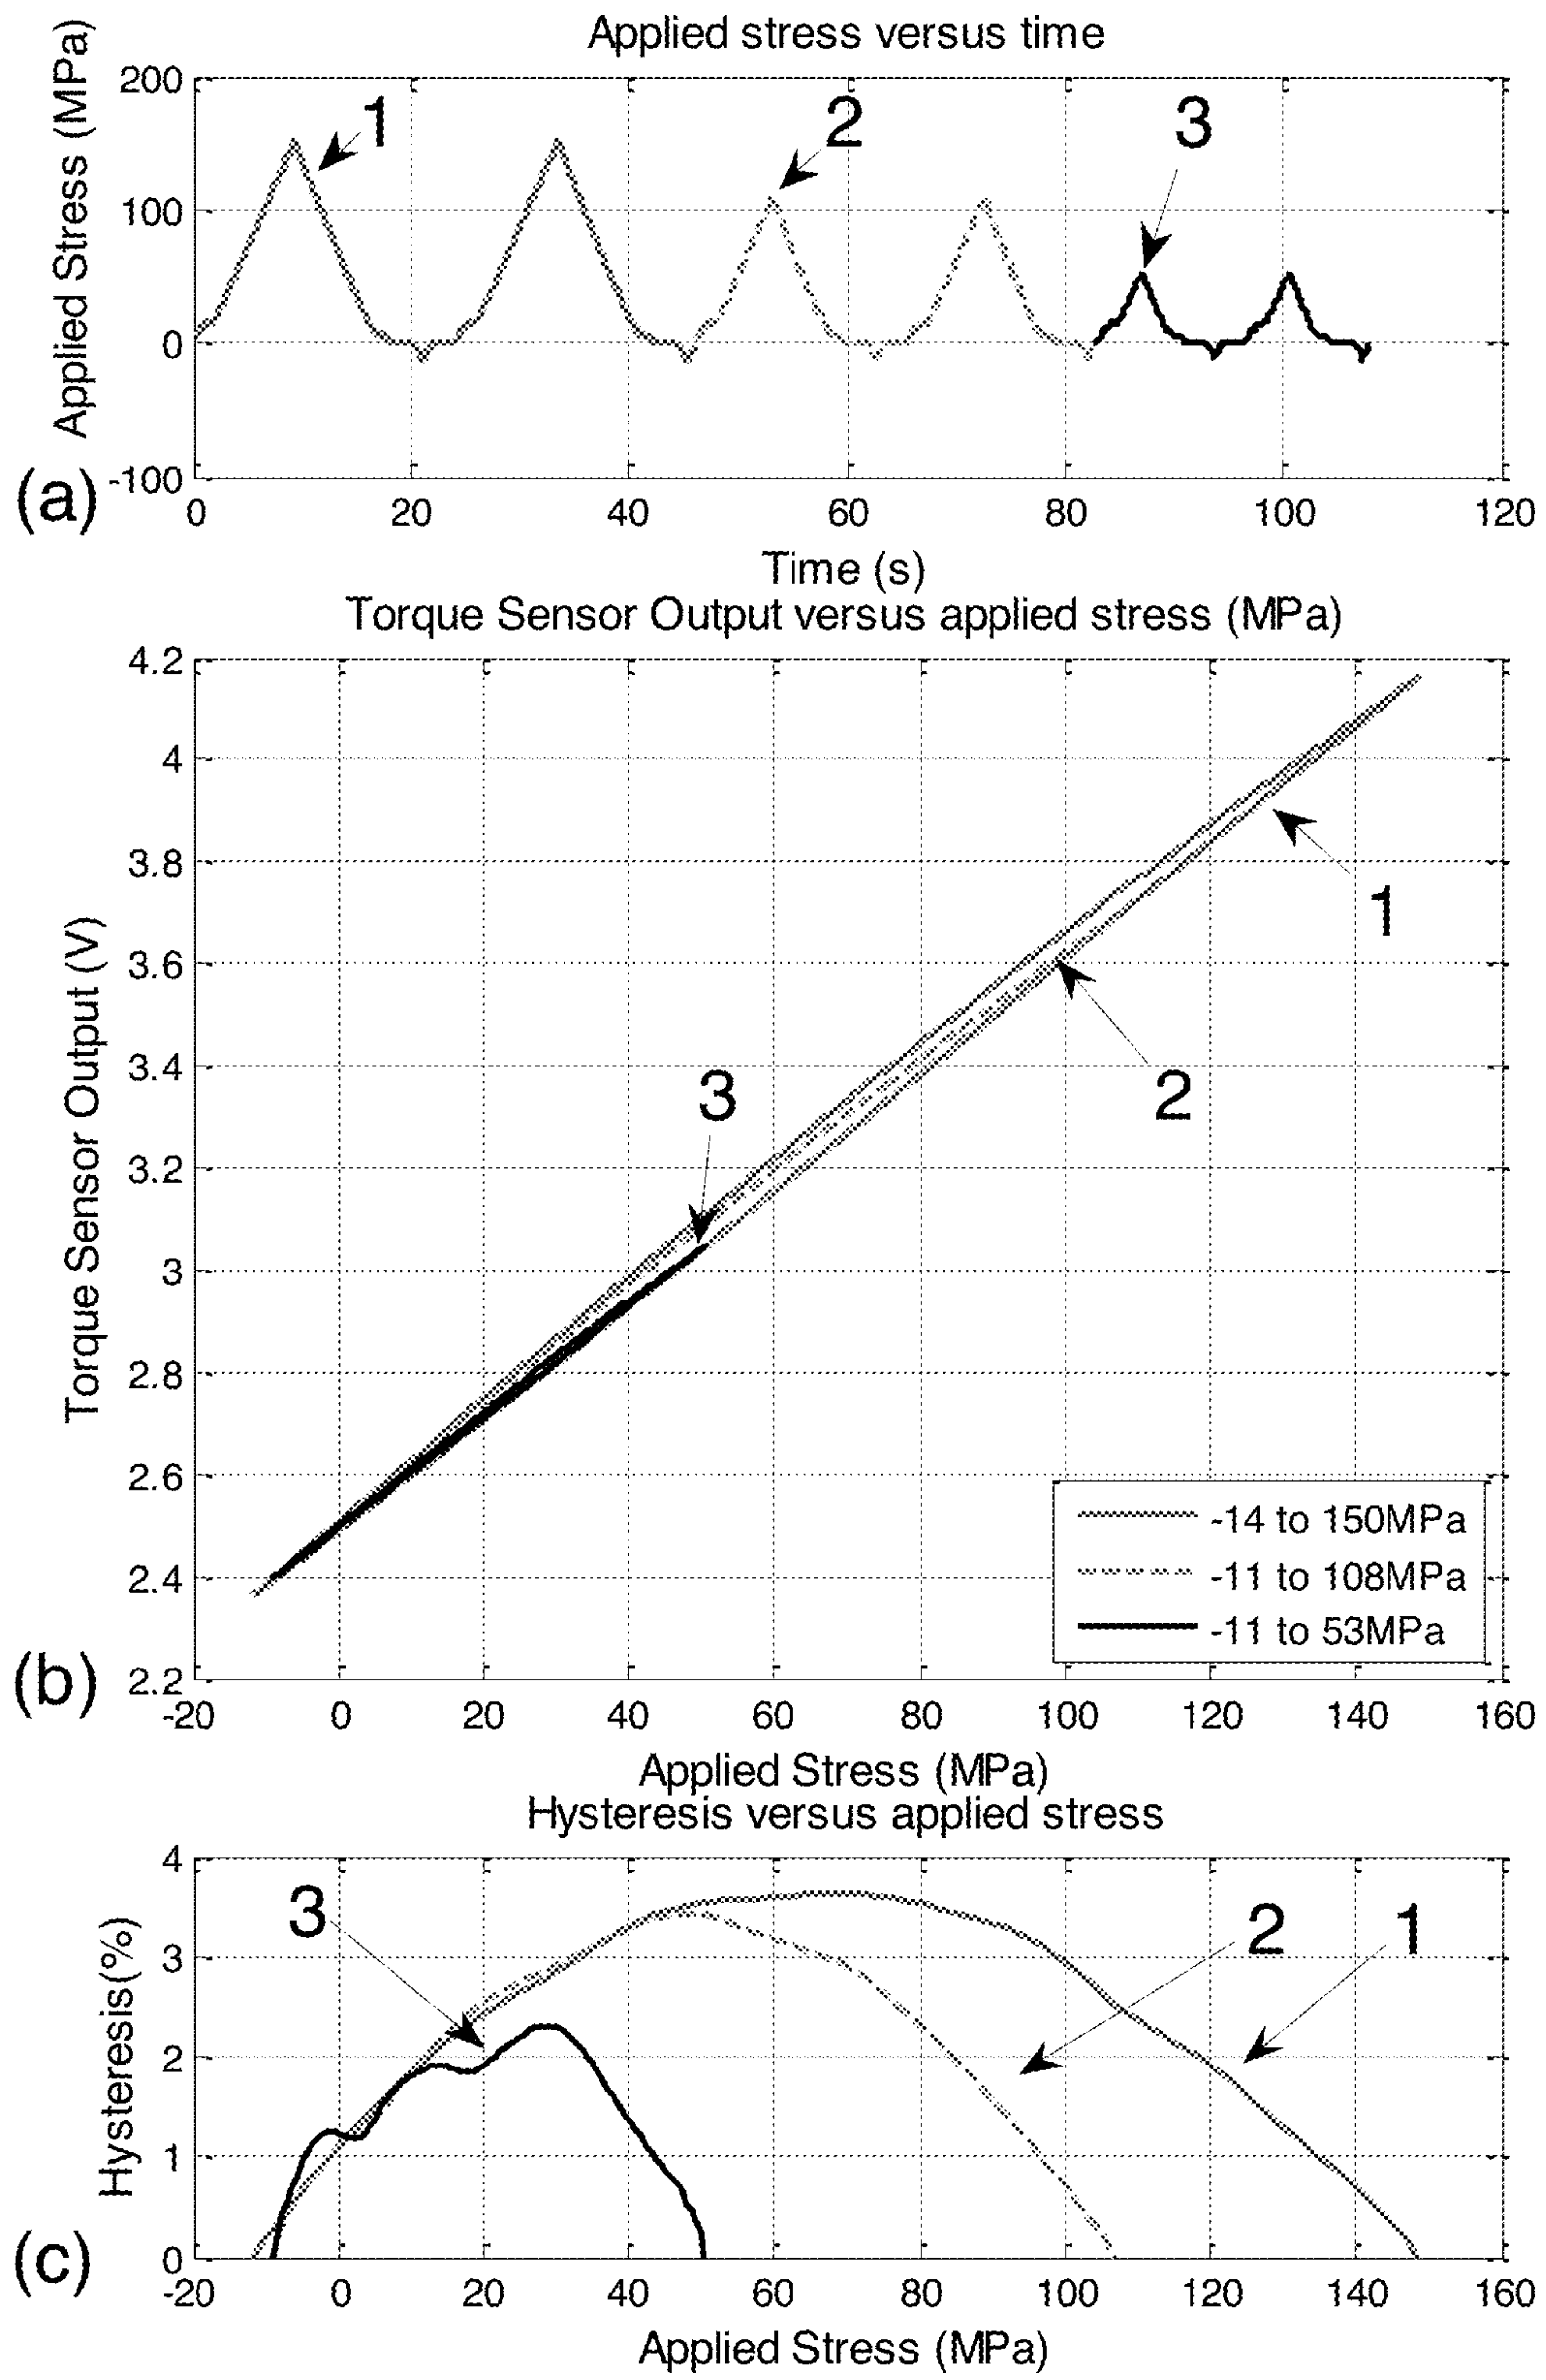 Applied stress versus time
Applied Stress (MPa)
200
100
0
-100
1
2
3
(a)
0 20 40 60 80 100 120
Time (s)
Torque Sensor Output versus applied stress (MPa)
Torque Sensor Output (V)
4.2
4
3.8
3.6
3.4
3.2
3
2.8
2.6
2.4
2.2
1
2
3
-14 to 150MPa
-11 to 108MPa
-11 to 53MPa
(b)
-20 0 20 40 60 80 100 120 140 160
Applied Stress (MPa)
Hysteresis versus applied stress
Hysteresis(%)
4
3
2
1
0
3
2
1
(c)
-20 0 20 40 60 80 100 120 140 160
Applied Stress (MPa)